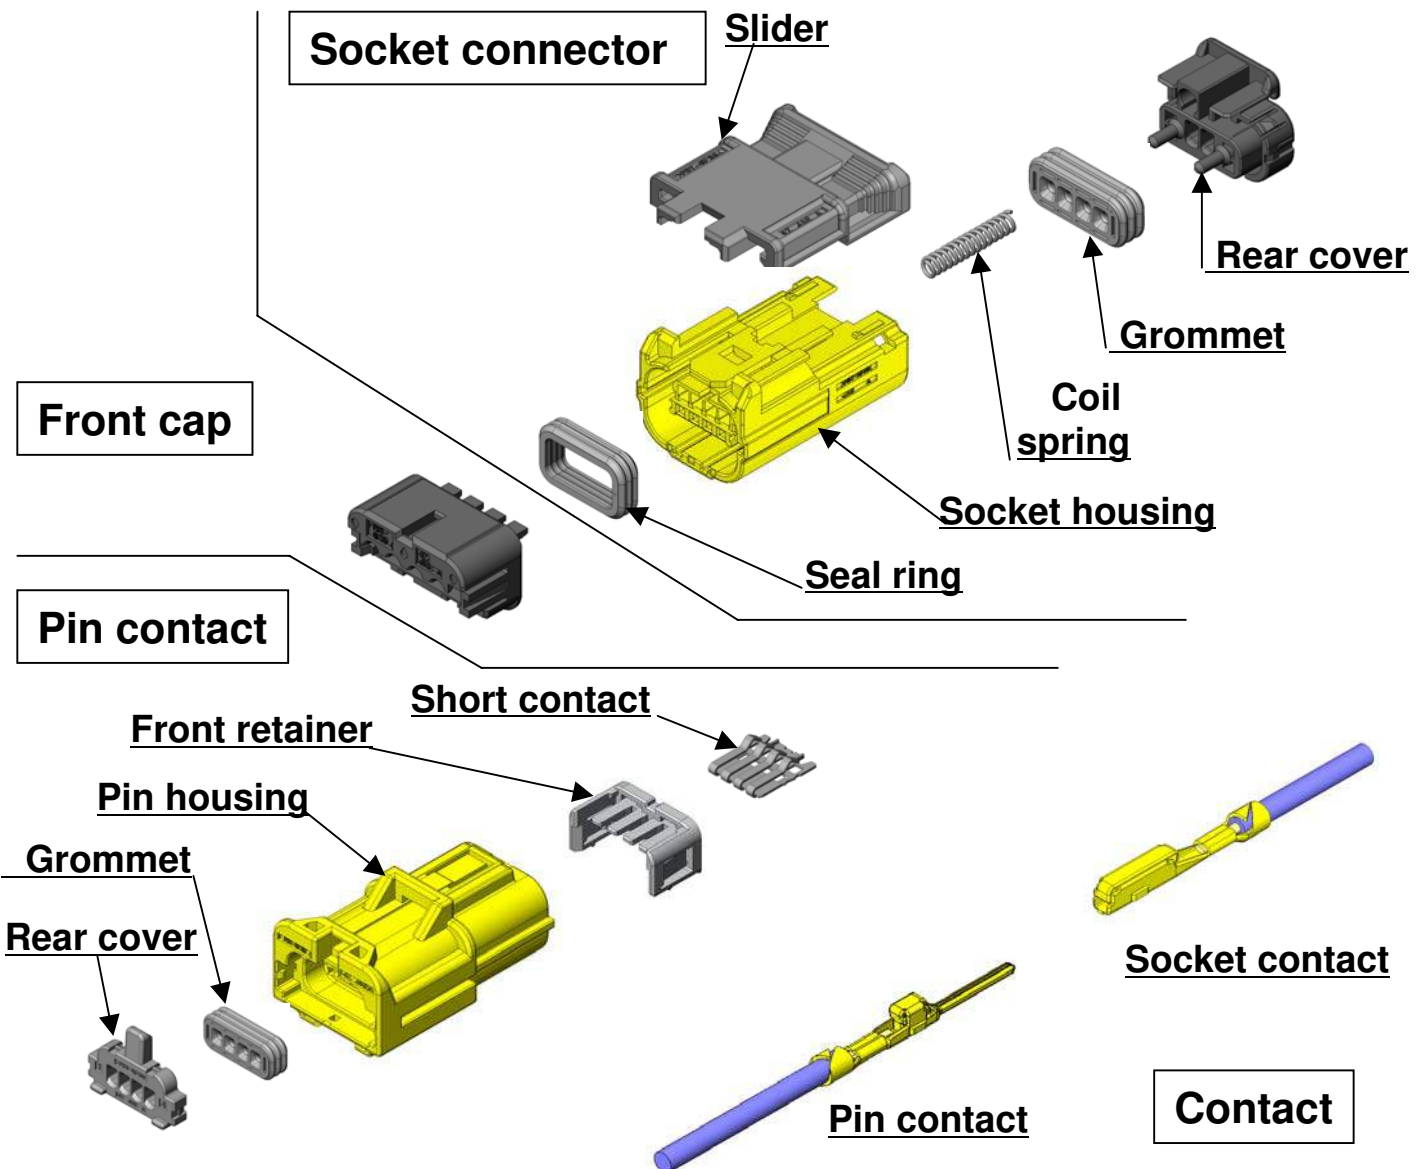 Socket connector
Slider
Rear cover
Grommet
Coil
spring
Socket housing
Seal ring
Front cap
Pin contact
Short contact
Front retainer
Pin housing
Grommet
Rear cover
Socket contact
Pin contact
Contact